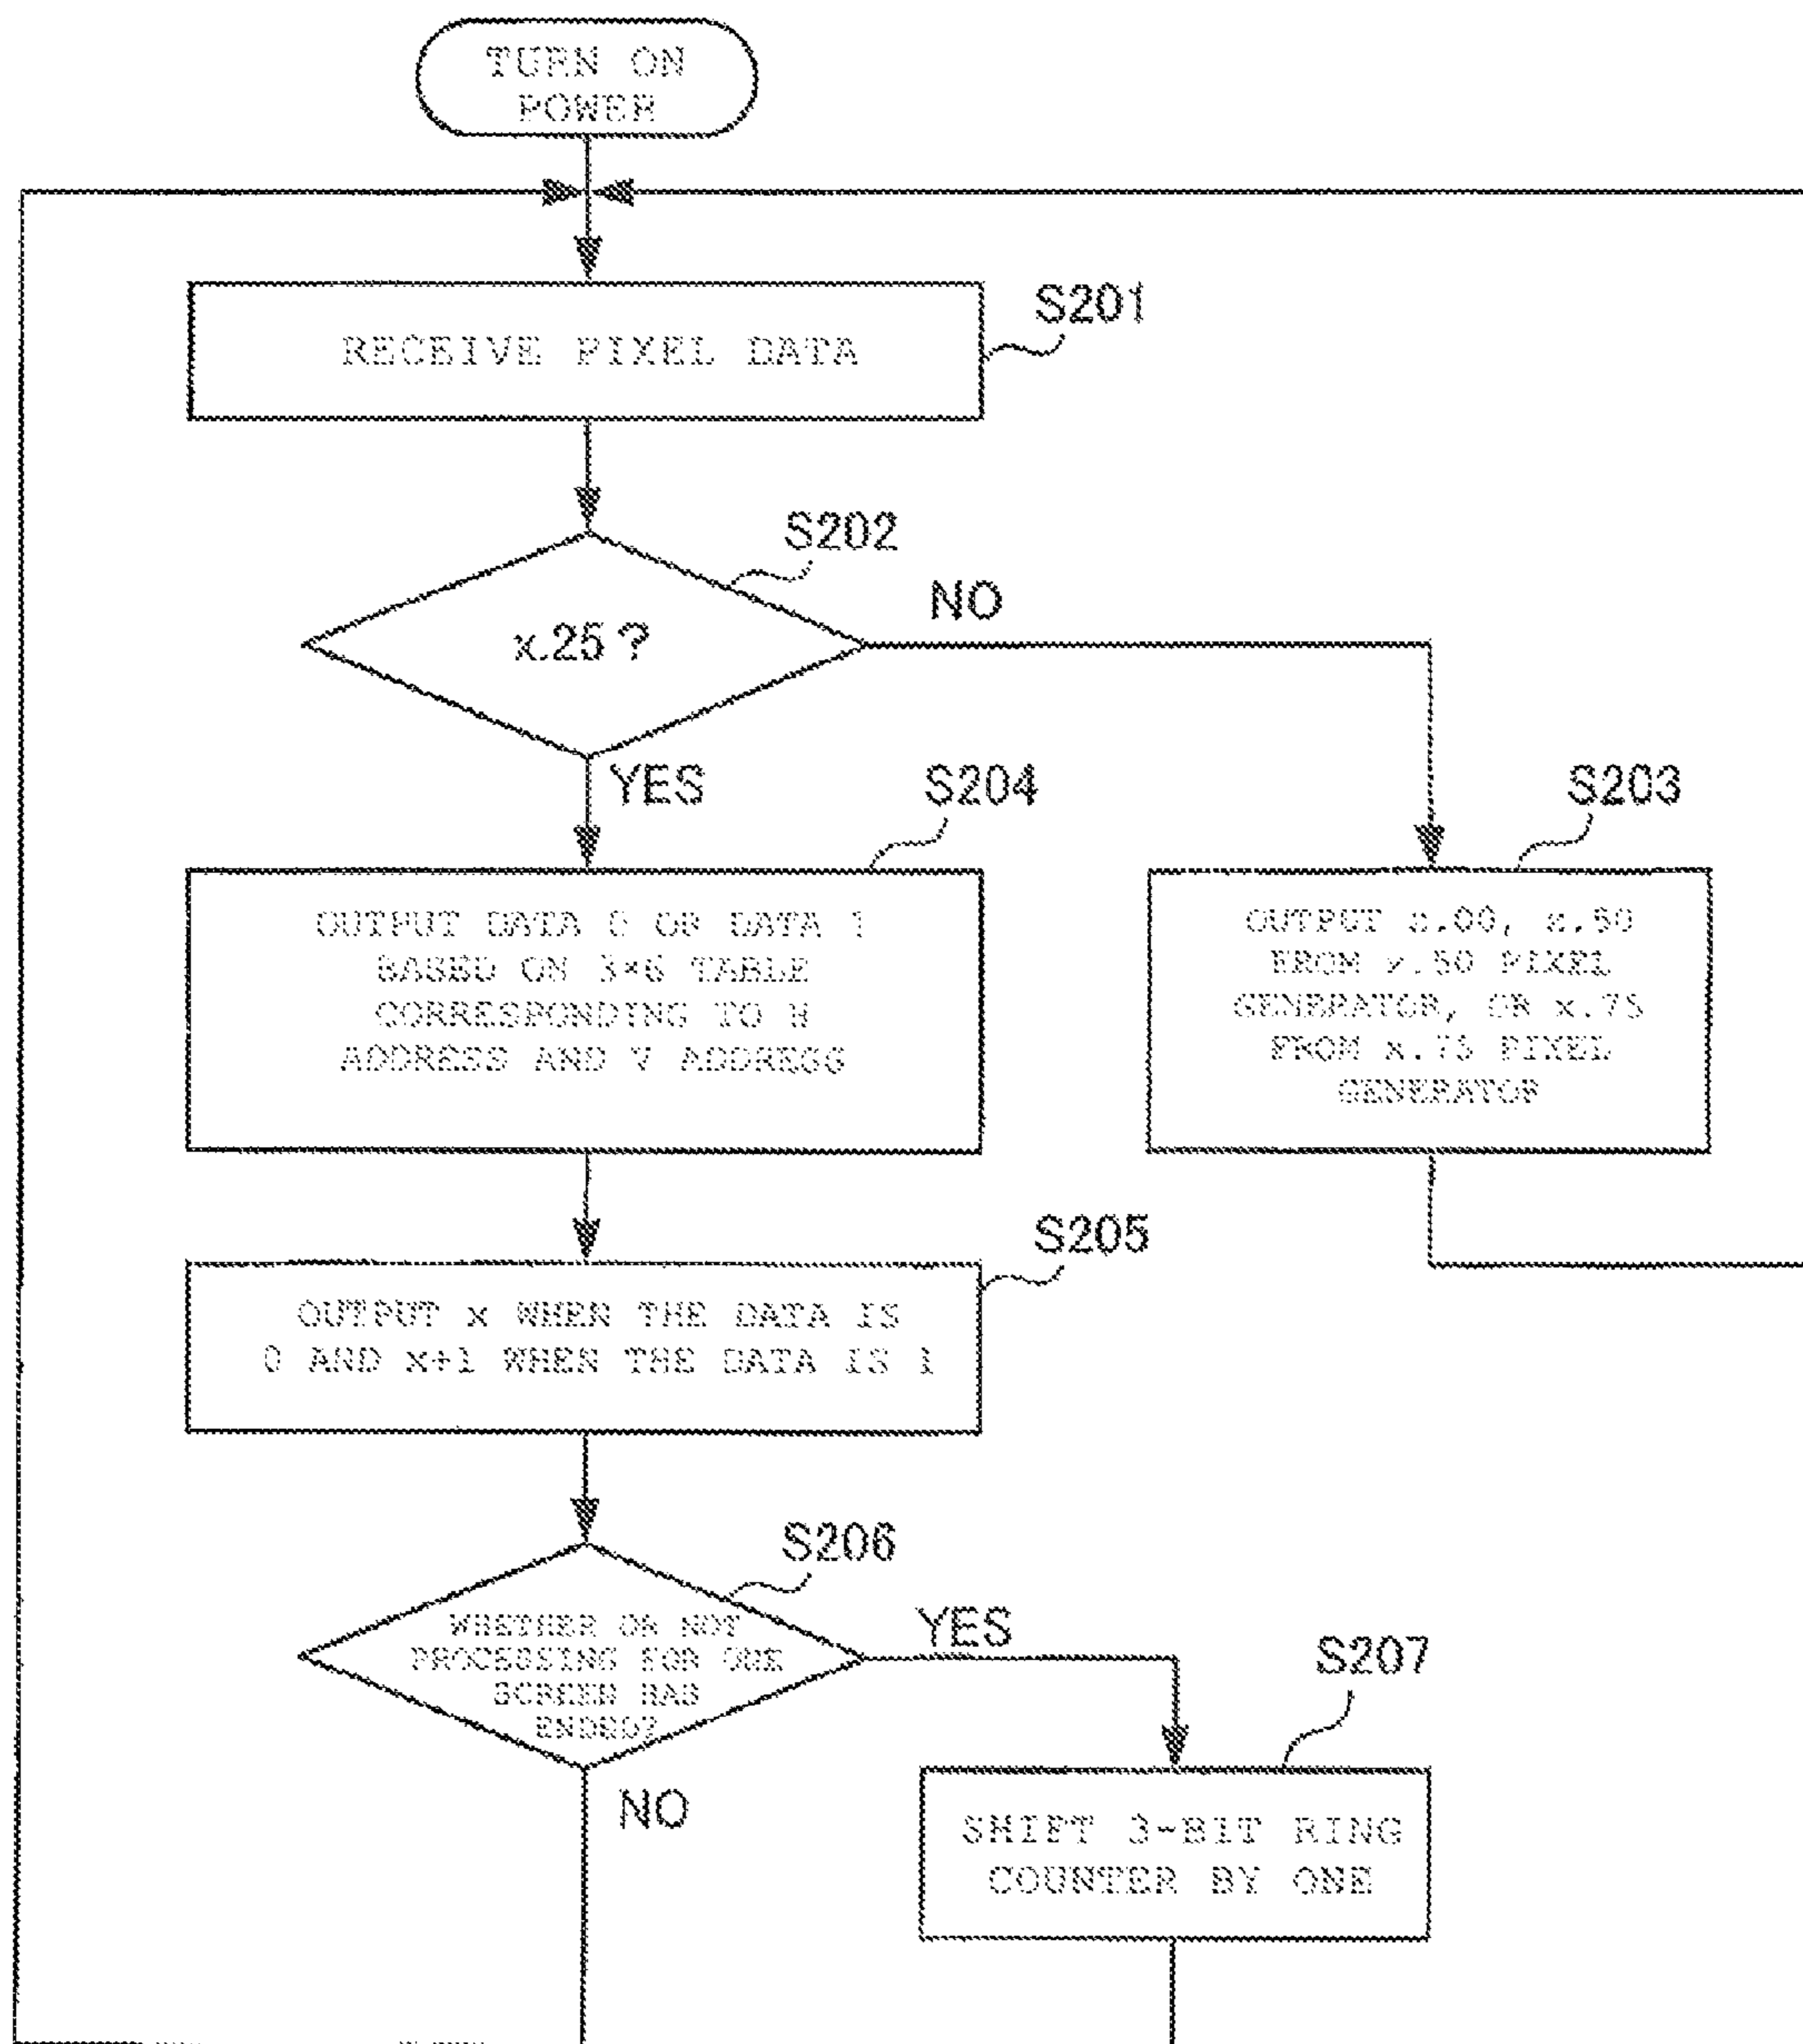 TURN ON
POWER
S201
RECEIVE PIXEL DATA
S202
x.25 ?
NO
YES
S204
OUTPUT DATA 0 OR DATA 1
BASED ON 3×6 TABLE
CORRESPONDING TO H
ADDRESS AND V
S203
OUTPUT x.00, x.50
FROM x.50 PIXEL
GENERATOR, OR x.75
FROM x.75 PIXEL
GENERATOR
S205
OUTPUT x WHEN THE DATA IS
0 AND x+1 WHEN THE DATA IS 1
S206
WHETHER OR NOT
PROCESSING FOR ONE
SCREEN HAS
ENDED?
YES
NO
S207
SHIFT 3-BIT RING
COUNTER BY ONE